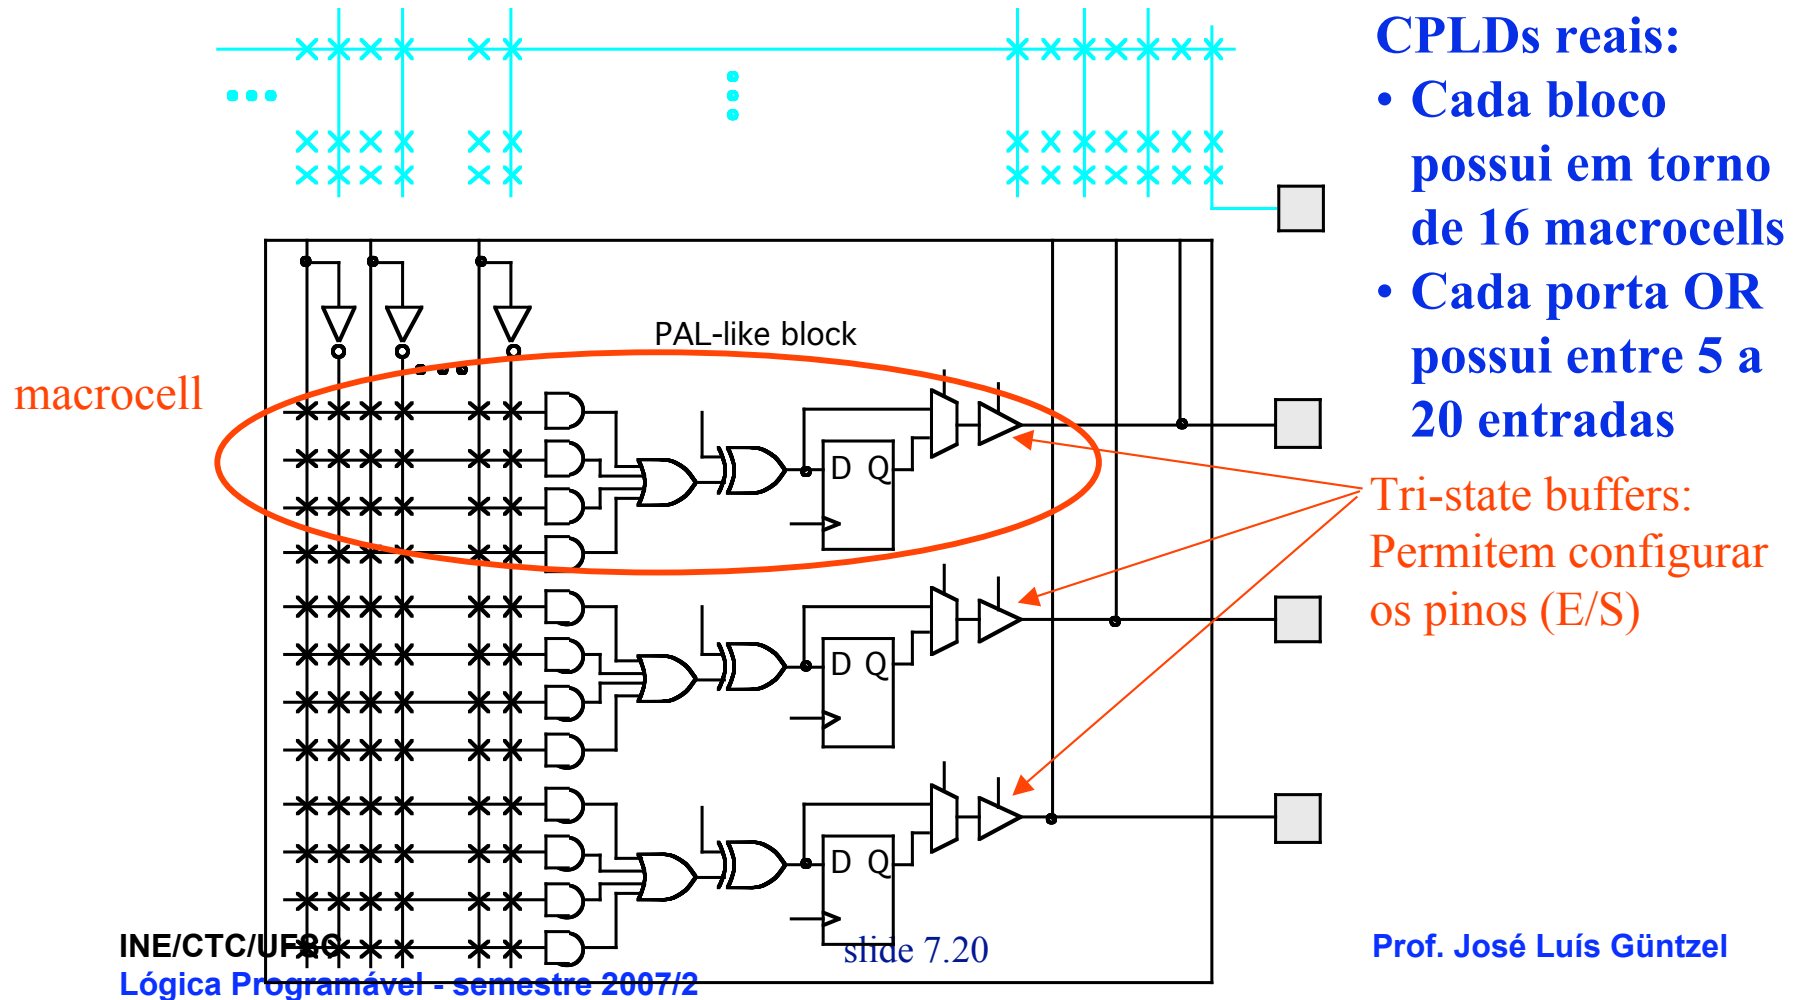 CPLDs reais:
• Cada bloco
possui em torno
de 16 macrocells
• Cada porta OR
possui entre 5 a
20 entradas
PAL-like block
macrocell
D Q
Tri-state buffers:
Permitem configurar
os pinos (E/S)
D Q
D Q
INE/CTC/UFSC
slide 7.20
Prof. José Luís Güntzel
Lógica Programável - semestre 2007/2